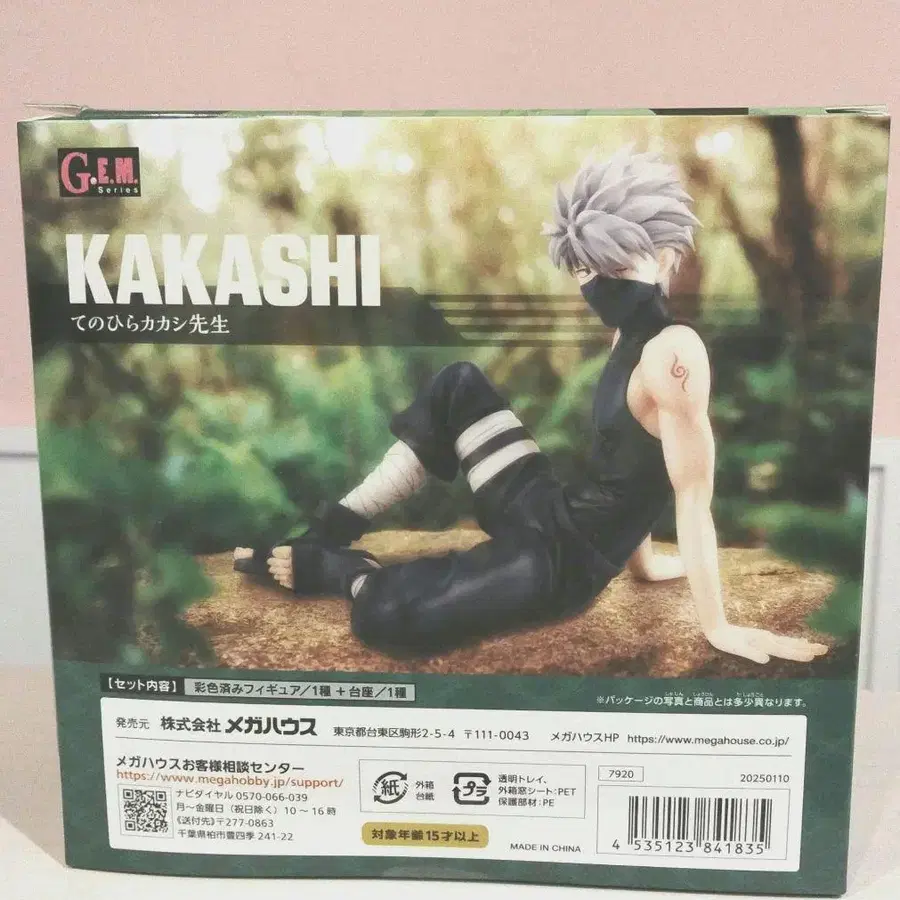 G.E.M.
Series
KAKASHI
てのひらカカシ先生
【セット内容】 彩色済みフィギュア/1種 + 台座/1種
※パッケージの写真と商品とは多少異なります。
発売元 株式会社 メガハウス 東京都台東区駒形2-5-4 〒111-0043 メガハウスHP https://www.megahouse.co.jp/
メガハウスお客様相談センター
https://www.megahobby.jp/support/
ナビダイヤル 0570-066-039
月〜金曜日 (祝日除く) 10〜16時
《送付先》〒277-0863
千葉県柏市豊四季 241-22
紙
外箱
台紙
プラ
透明トレイ、
外箱窓シート:PET
保護部材:PE
対象年齢15才以上
MADE IN CHINA
7920
20250110
4 535123 841835